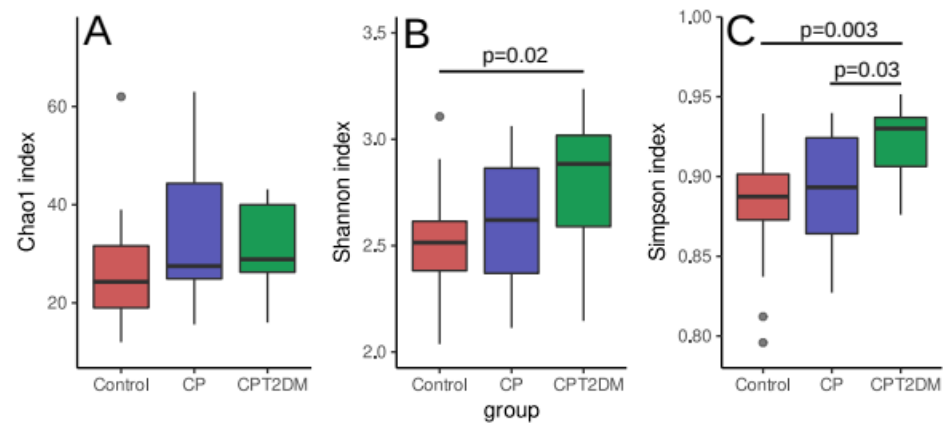 A
Chao1 index
60
40
20
Control CP CPT2DM
B
Shannon index
3.5
3.0
2.5
2.0
p=0.02
Control CP CPT2DM
group
C
Simpson index
1.00
0.95
0.90
0.85
0.80
p=0.003
p=0.03
Control CP CPT2DM